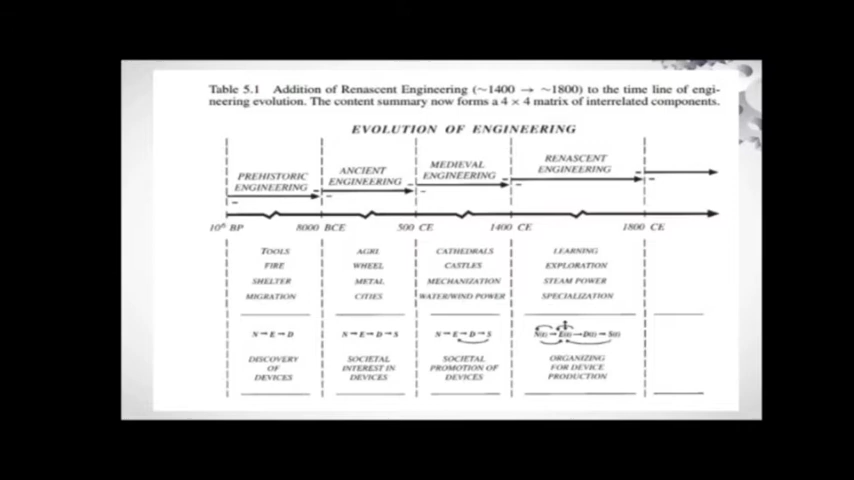 Table 5.1 Addition of Renascent Engineering (~1400 → ~1800) to the time line of engi-
neering evolution. The content summary now forms a 4 × 4 matrix of interrelated components.
EVOLUTION OF ENGINEERING
PREHISTORIC
ENGINEERING
ANCIENT
ENGINEERING
MEDIEVAL
ENGINEERING
RENASCENT
ENGINEERING
8000 BCE
500 CE
1400 CE
1800 CE
TOOLS
FIRE
SHELTER
MIGRATION
AGRI
WHEEL
METAL
CITIES
CATHEDRALS
CASTLES
MECHANIZATION
WATER/WIND POWER
LEARNING
EXPLORATION
STEAM POWER
SPECIALIZATION
N→E→D
N→E→D→S
N→E→D→S
N(t)→E(t)→D(t)→S(t)
DISCOVERY
OF
DEVICES
SOCIETAL
INTEREST IN
DEVICES
SOCIETAL
PROMOTION OF
DEVICES
ORGANIZING
FOR DEVICE
PRODUCTION